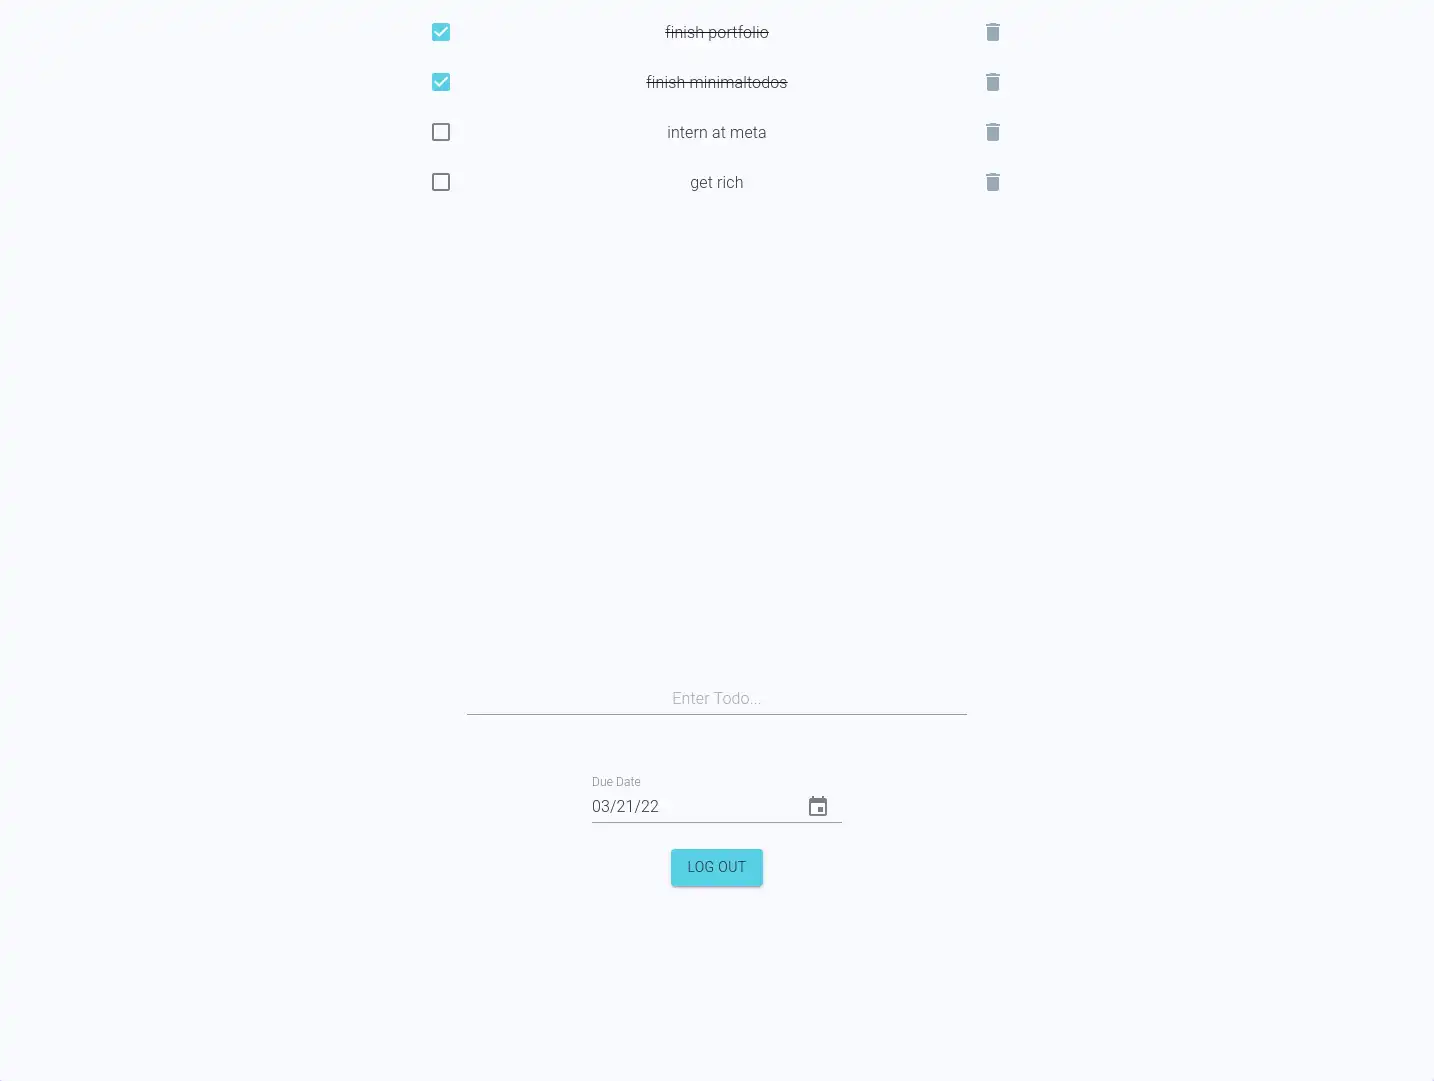 finish portfolio
finish minimaltodos
intern at meta
get rich
Enter Todo...
Due Date
03/21/22
LOG OUT